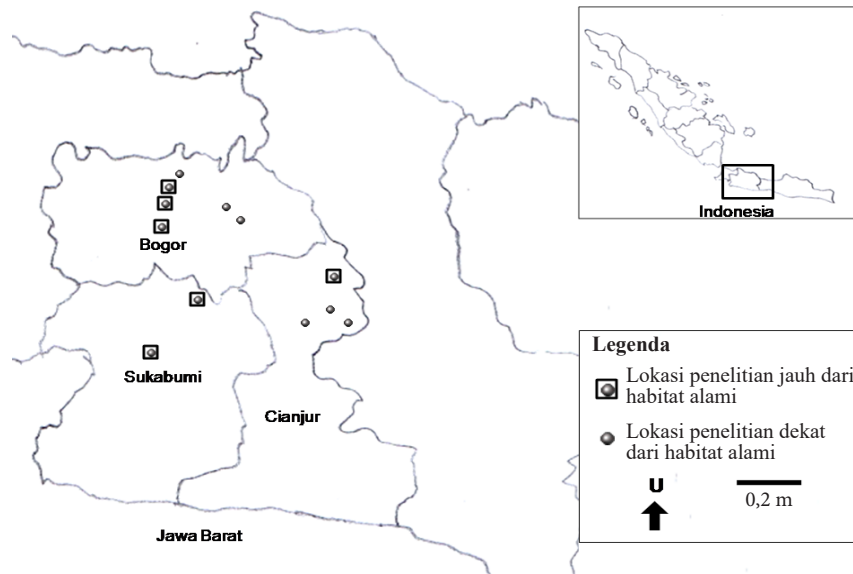 Indonesia
Bogor
Sukabumi
Cianjur
Jawa Barat
Legenda
Lokasi penelitian jauh dari
habitat alami
Lokasi penelitian dekat
dari habitat alami
U
0,2 m